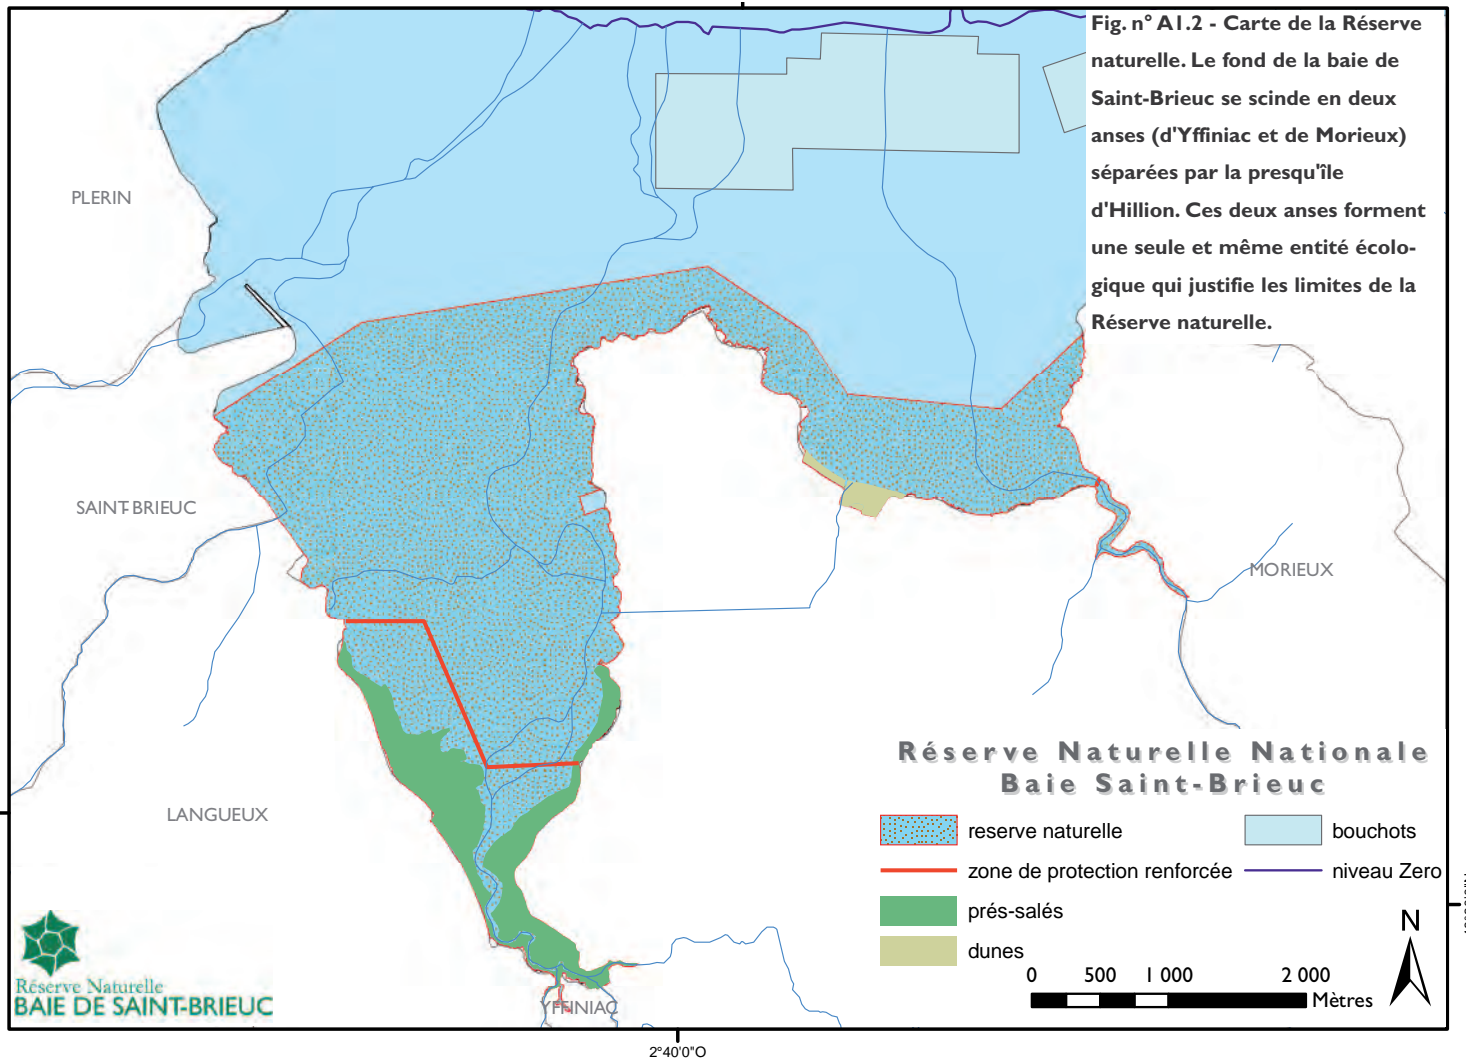 Fig. n° A1.2 - Carte de la Réserve
naturelle. Le fond de la baie de
Saint-Brieuc se scinde en deux
anses (d'Yffiniac et de Morieux)
séparées par la presqu'île
d'Hillion. Ces deux anses forment
une seule et même entité écolo-
gique qui justifie les limites de la
Réserve naturelle.
PLERIN
SAINT-BRIEUC
MORIEUX
LANGUEUX
YFFINIAC
Réserve Naturelle Nationale
Baie Saint-Brieuc
reserve naturelle
bouchots
zone de protection renforcée
niveau Zero
prés-salés
dunes
N
0 500 1 000 2 000
Mètres
Réserve Naturelle
BAIE DE SAINT-BRIEUC
2°40'0"O